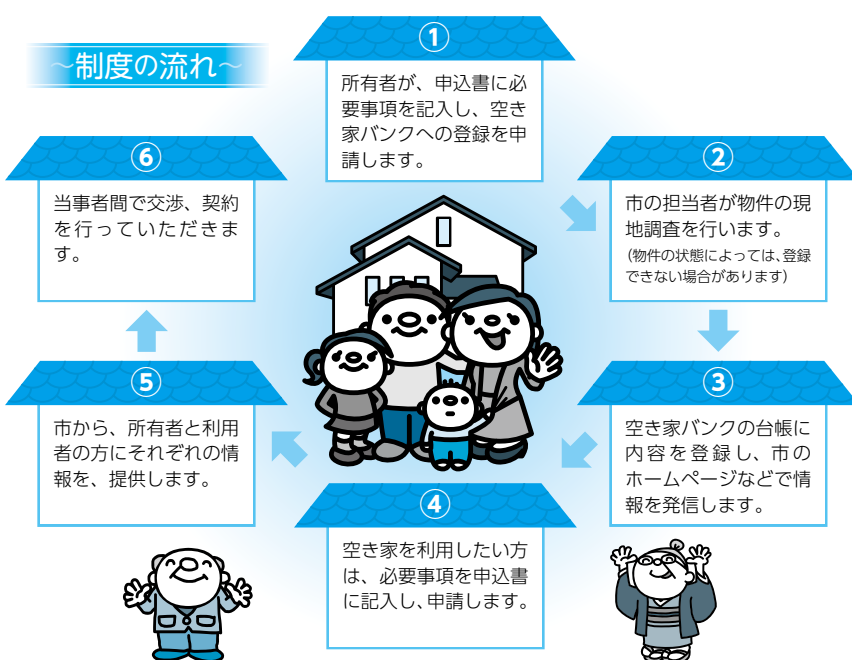 ~制度の流れ~
①
所有者が、申込書に必
要事項を記入し、空き
家バンクへの登録を申
請します。
②
市の担当者が物件の現
地調査を行います。
(物件の状態によっては、登録
できない場合があります)
③
空き家バンクの台帳に
内容を登録し、市の
ホームページなどで情
報を発信します。
④
空き家を利用したい方
は、必要事項を申込書
に記入し、申請します。
⑤
市から、所有者と利用
者の方にそれぞれの情
報を、提供します。
⑥
当事者間で交渉、契約
を行っていただきま
す。